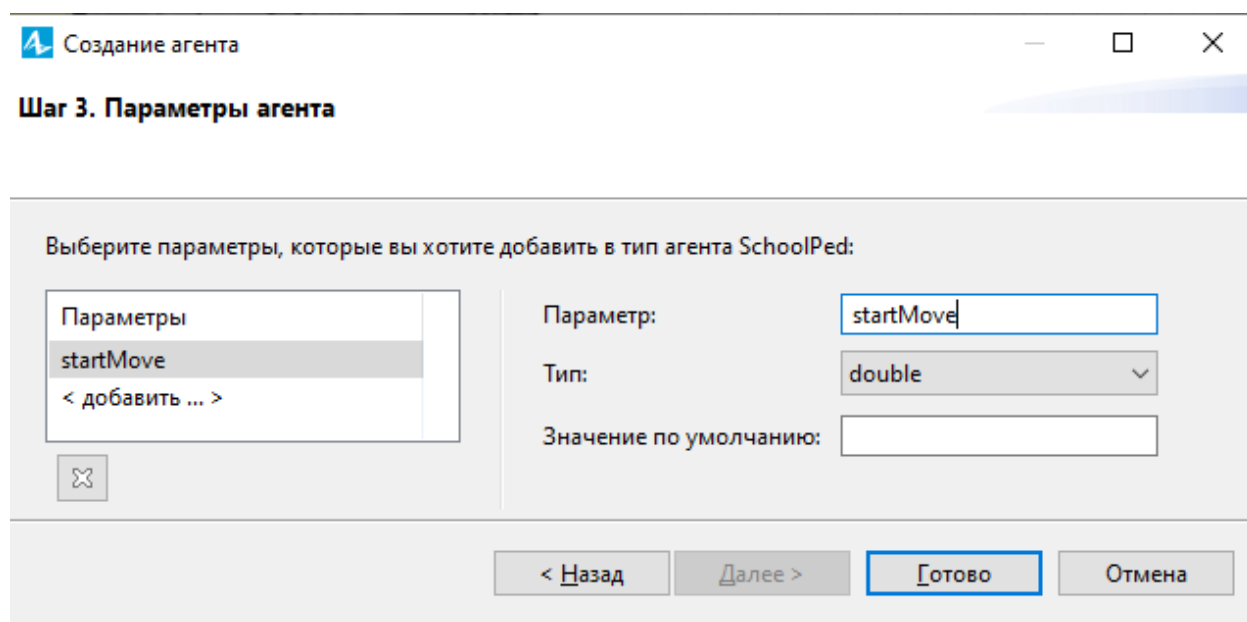 Создание агента
Шаг 3. Параметры агента
Выберите параметры, которые вы хотите добавить в тип агента SchoolPed:
Параметры
startMove
< добавить ... >
Параметр:
startMove
Тип:
double
Значение по умолчанию:
< Назад
Далее >
Готово
Отмена